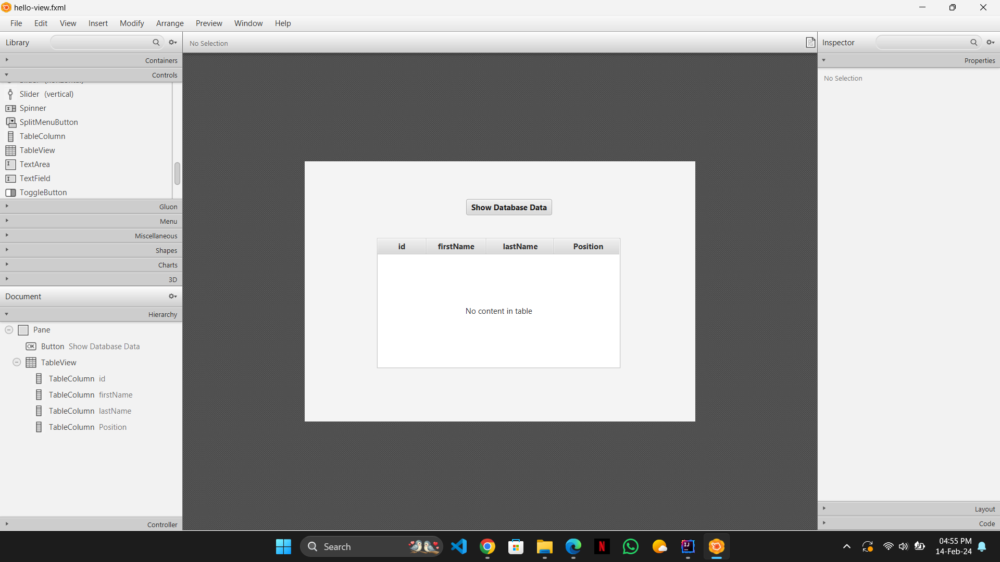 hello-view.fxml
File Edit View Insert Modify Arrange Preview Window Help
Library
No Selection
Inspector
Containers
Properties
Controls
No Selection
Slider (vertical)
Spinner
SplitMenuButton
TableColumn
TableView
TextArea
TextField
ToggleButton
Gluon
Menu
Miscellaneous
Shapes
Charts
3D
Show Database Data
id firstName lastName Position
No content in table
Document
Hierarchy
Pane
Button Show Database Data
TableView
TableColumn id
TableColumn firstName
TableColumn lastName
TableColumn Position
Controller
Layout
Code
Search
04:55 PM
14-Feb-24